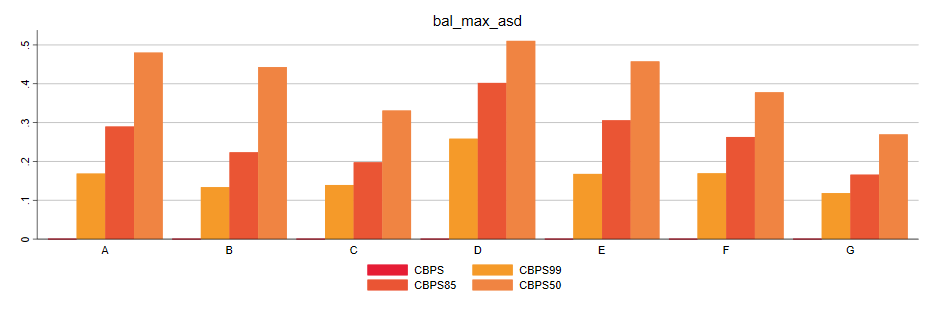 bal_max_asd
.5
.4
.3
.2
.1
0
A B C D E F G
CBPS CBPS99
CBPS85 CBPS50